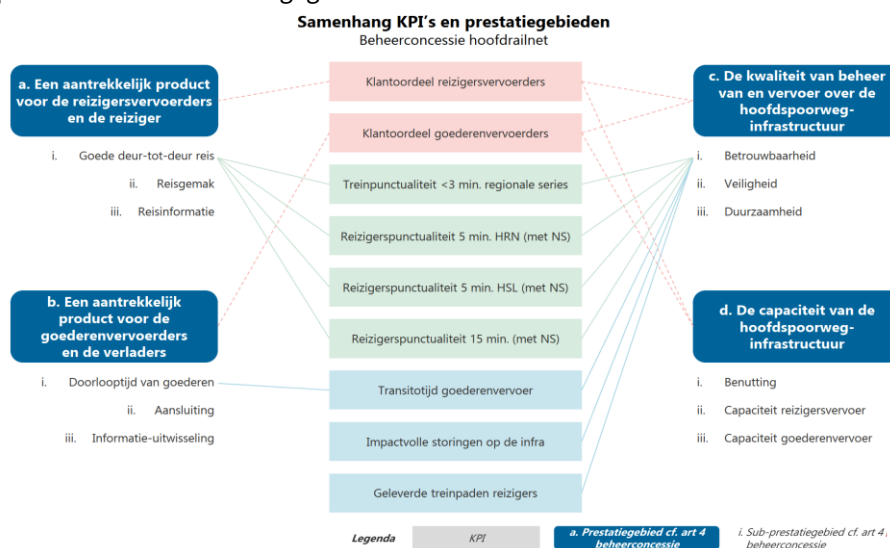 Samenhang KPI's en prestatiegebieden
Beheerconcessie hoofdrailnet
a. Een aantrekkelijk product
voor de reizigersvervoerders
en de reiziger
i. Goede deur-tot-deur reis
ii. Reisgemak
iii. Reisinformatie
b. Een aantrekkelijk
product voor de
goederenvervoerders
en de verladers
i. Doorlooptijd van goederen
ii. Aansluiting
iii. Informatie-uitwisseling
Klantoordeel reizigersvervoerders
Klantoordeel goederenvervoerders
Treinpunctualiteit <3 min. regionale series
Reizigerspunctualiteit 5 min. HRN (met NS)
Reizigerspunctualiteit 5 min. HSL (met NS)
Reizigerspunctualiteit 15 min. (met NS)
Transitotijd goederenvervoer
Impactvolle storingen op de infra
Geleverde treinpaden reizigers
c. De kwaliteit van beheer
van en vervoer over de
hoofdspoorweg-
infrastructuur
i. Betrouwbaarheid
ii. Veiligheid
iii. Duurzaamheid
d. De capaciteit van de
hoofdspoorweg-
infrastructuur
i. Benutting
ii. Capaciteit reizigersvervoer
iii. Capaciteit goederenvervoer
Legenda
KPI
a. Prestatiegebied cf. art 4
beheerconcessie
i. Sub-prestatiegebied cf. art 4
beheerconcessie